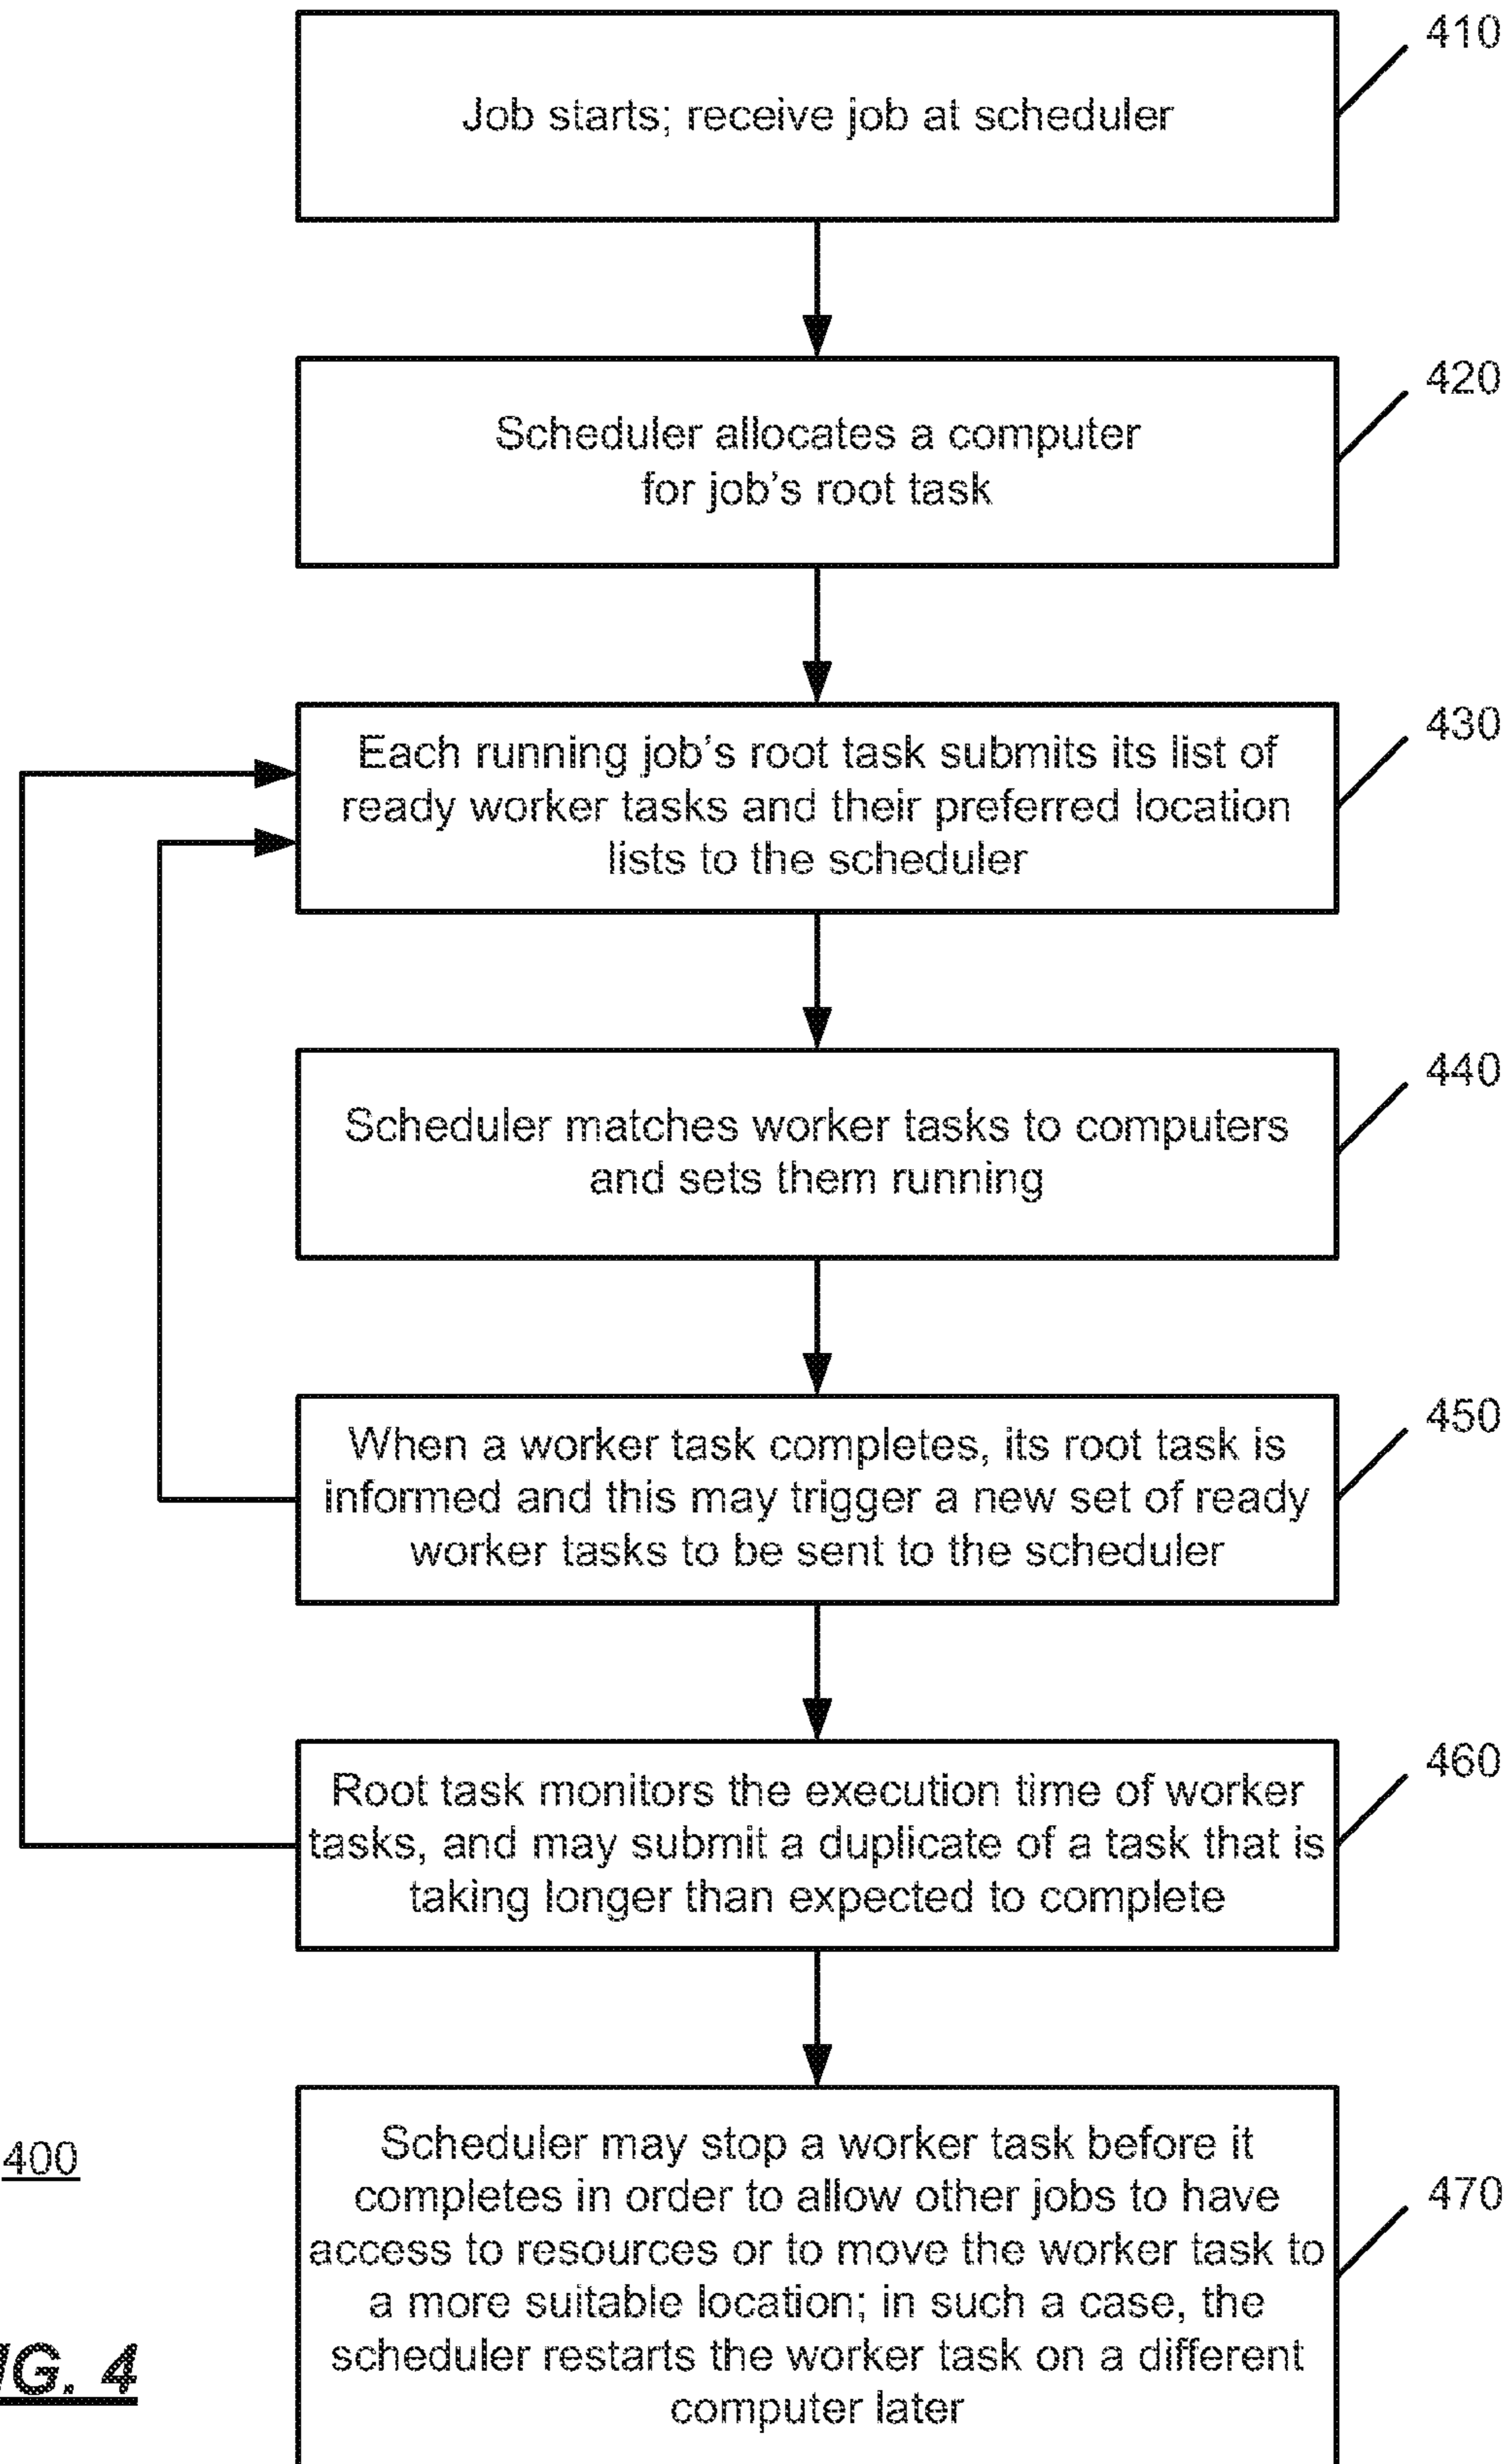 410
Job starts; receive job at scheduler
420
Scheduler allocates a computer
for job's root task
430
Each running job's root task submits its list of
ready worker tasks and their preferred location
lists to the scheduler
440
Scheduler matches worker tasks to computers
and sets them running
450
When a worker task completes, its root task is
informed and this may trigger a new set of ready
worker tasks to be sent to the scheduler
460
Root task monitors the execution time of worker
tasks, and may submit a duplicate of a task that is
taking longer than expected to complete
470
Scheduler may stop a worker task before it
completes in order to allow other jobs to have
access to resources or to move the worker task to
a more suitable location; in such a case, the
scheduler restarts the worker task on a different
computer later
400
IG. 4